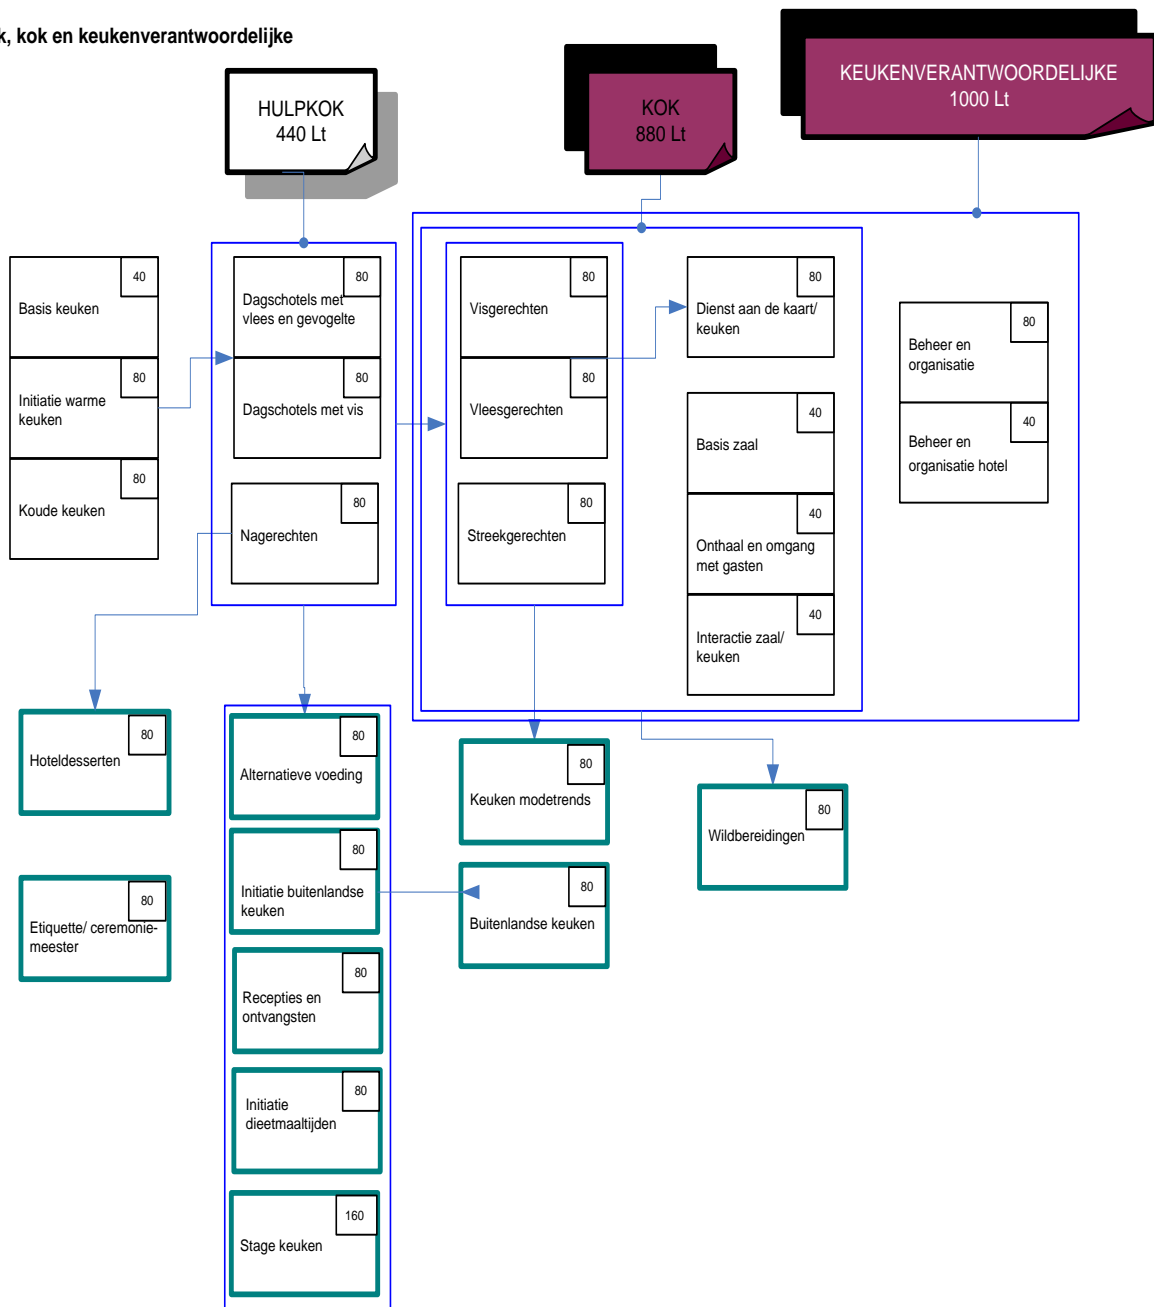 k, kok en keukenverantwoordelijke
HULPKOK
440 Lt
KOK
880 Lt
KEUKENVERANTWOORDELIJKE
1000 Lt
40
Basis keuken
80
Initiatie warme
keuken
80
Koude keuken
80
Dagschotels met
vlees en gevogelte
80
Dagschotels met vis
80
Nagerechten
80
Visgerechten
80
Vleesgerechten
80
Streekgerechten
80
Dienst aan de kaart/
keuken
40
Basis zaal
40
Onthaal en omgang
met gasten
40
Interactie zaal/
keuken
80
Beheer en
organisatie
40
Beheer en
organisatie hotel
80
Hoteldesserten
80
Etiquette/ ceremonie-
meester
80
Alternatieve voeding
80
Initiatie buitenlandse
keuken
80
Recepties en
ontvangsten
80
Initiatie
dieetmaaltijden
160
Stage keuken
80
Keuken modetrends
80
Buitenlandse keuken
80
Wildbereidingen